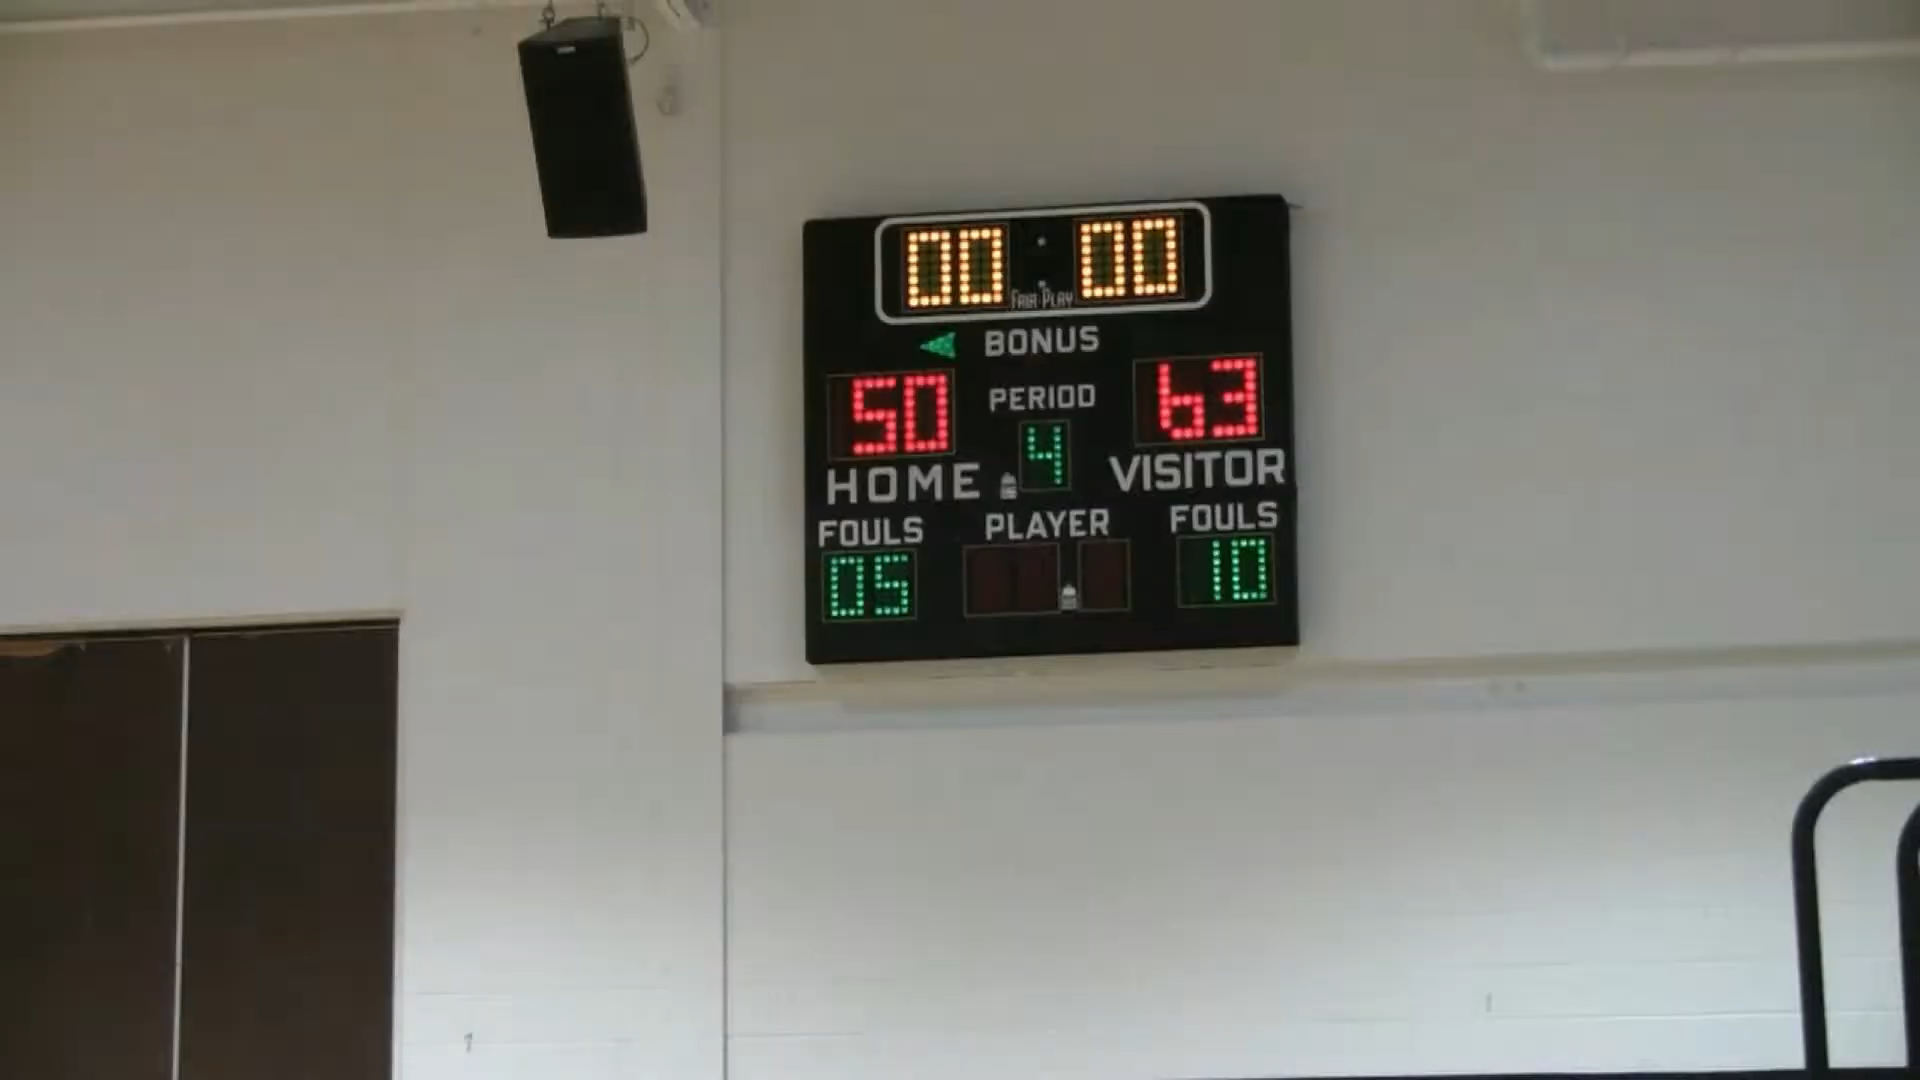 00 00
FAIR-PLAY
BONUS
50 PERIOD 63
4
HOME VISITOR
FOULS PLAYER FOULS
05 10